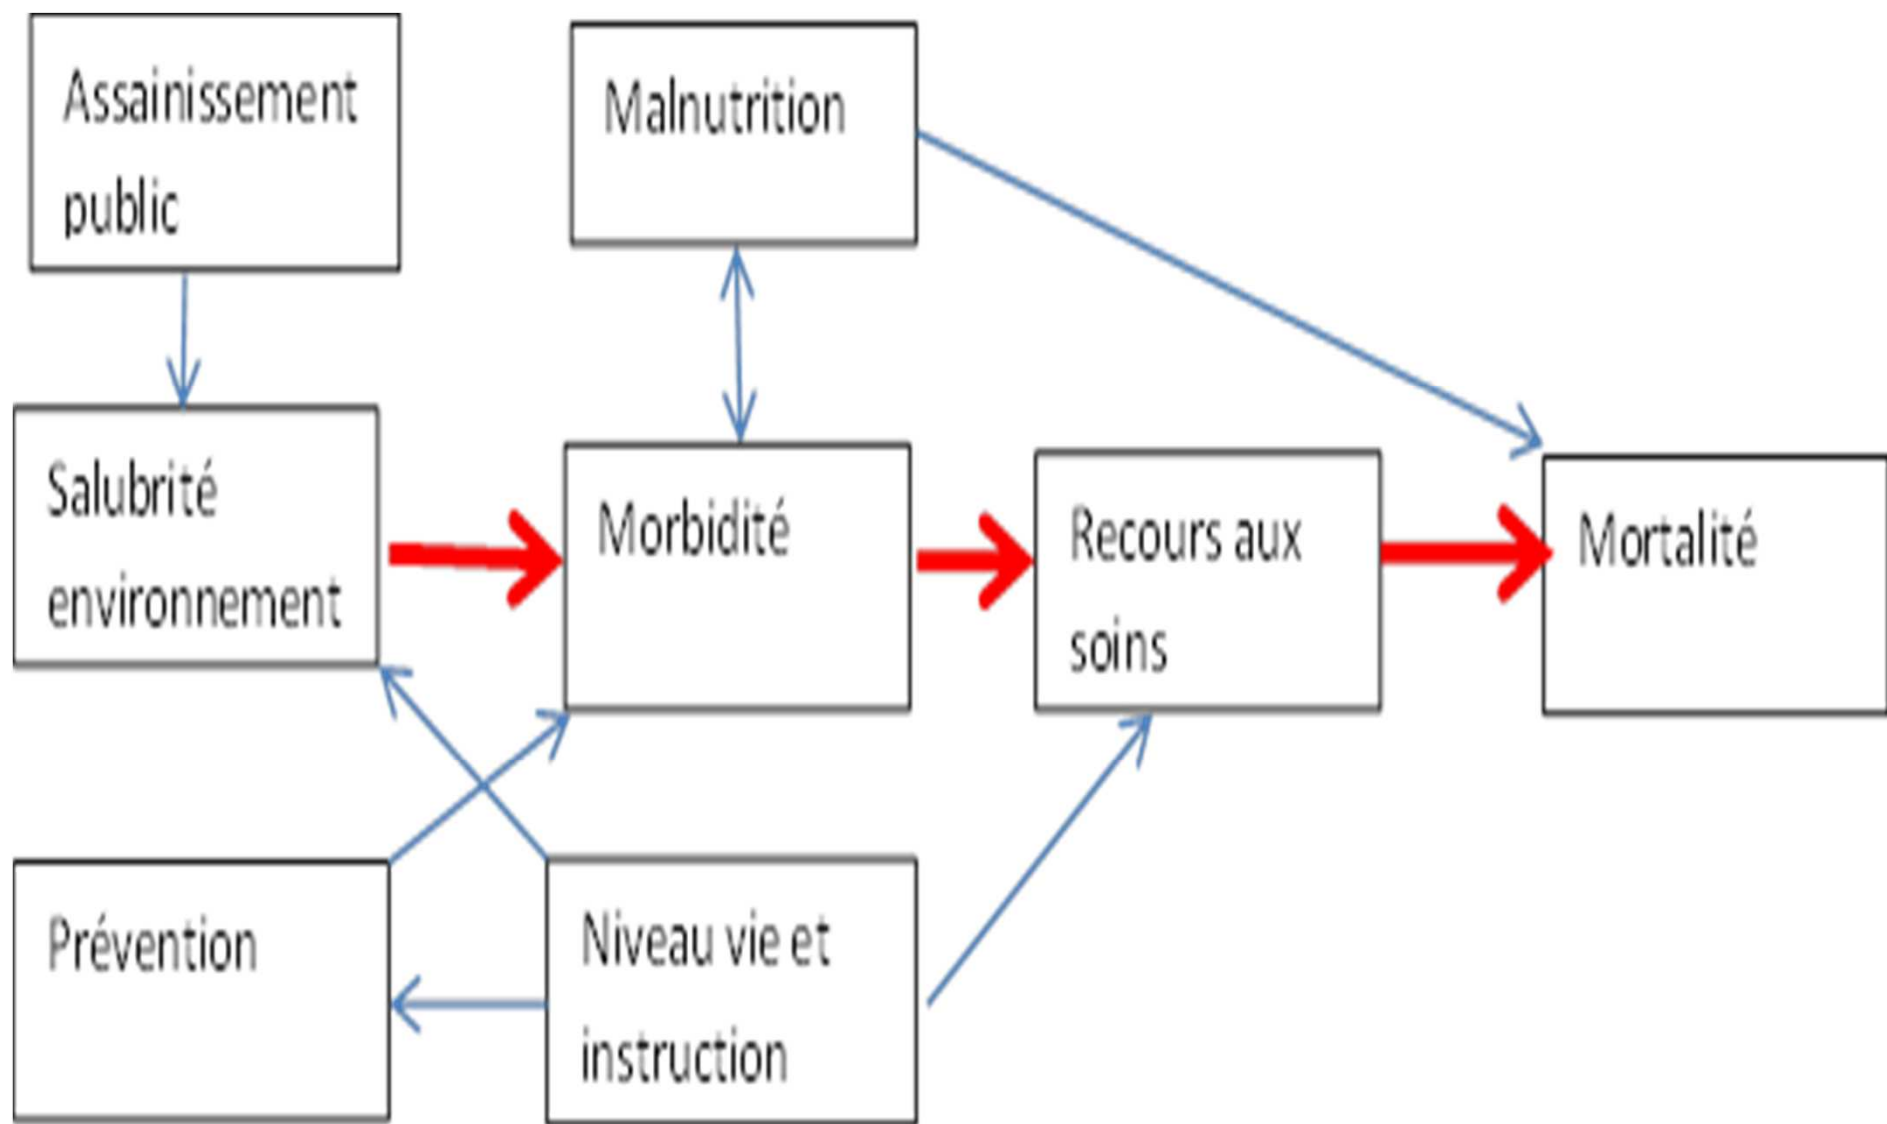 Assainissement
public
Malnutrition
Salubrité
environnement
Morbidité
Recours aux
soins
Mortalité
Prévention
Niveau vie et
instruction